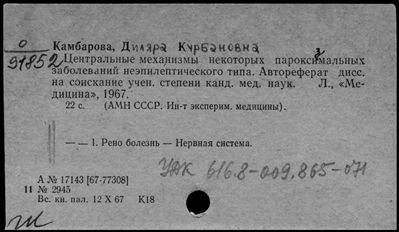 О
91852
Камбарова, Диляра Курбановна
Центральные механизмы некоторых пароксизмальных
заболеваний неэпилептического типа. Автореферат дисс.
на соискание учен. степени канд. мед. наук. Л., «Ме-
дицина», 1967.
22 с. (АМН СССР. Ин-т эксперим. медицины).
— — 1. Рено болезнь — Нервная система.
УДК 616.8-009.865-071
А № 17143 [67-77308]
11 № 2945
Вс. кн. пал. 12 X 67 К18